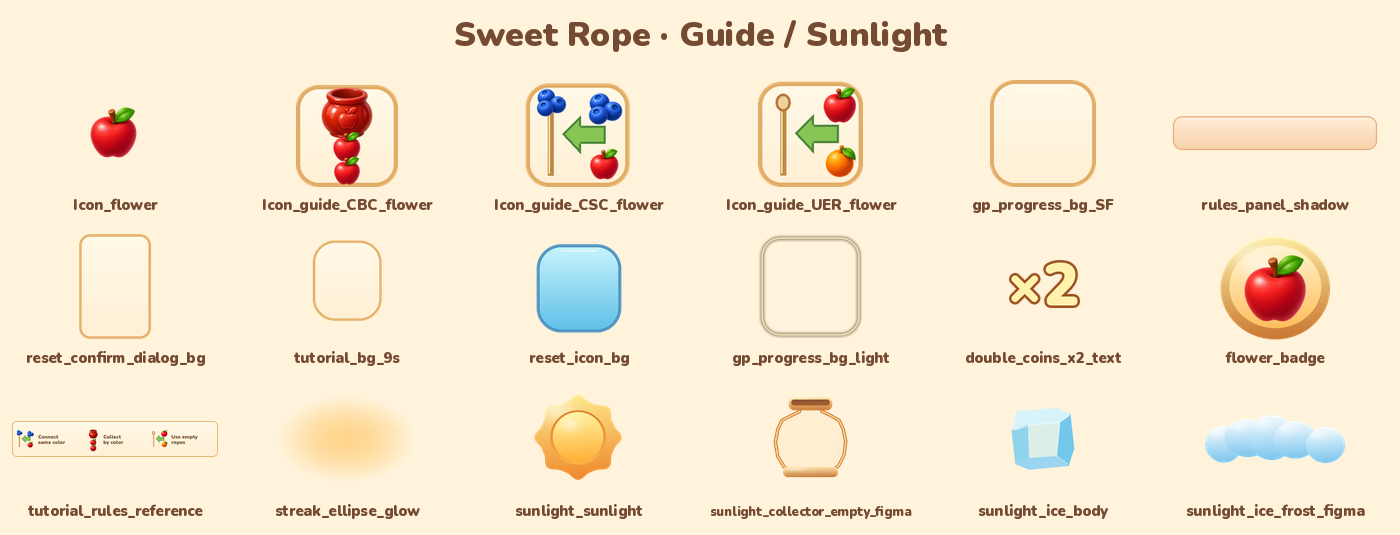 Sweet Rope · Guide / Sunlight
Icon_flower
Icon_guide_CBC_flower
Icon_guide_CSC_flower
Icon_guide_UER_flower
gp_progress_bg_SF
rules_panel_shadow
reset_confirm_dialog_bg
tutorial_bg_9s
reset_icon_bg
gp_progress_bg_light
×2
double_coins_x2_text
flower_badge
Connect
same color
Collect
by color
Use empty
ropes
tutorial_rules_reference
streak_ellipse_glow
sunlight_sunlight
sunlight_collector_empty_figma
sunlight_ice_body
sunlight_ice_frost_figma